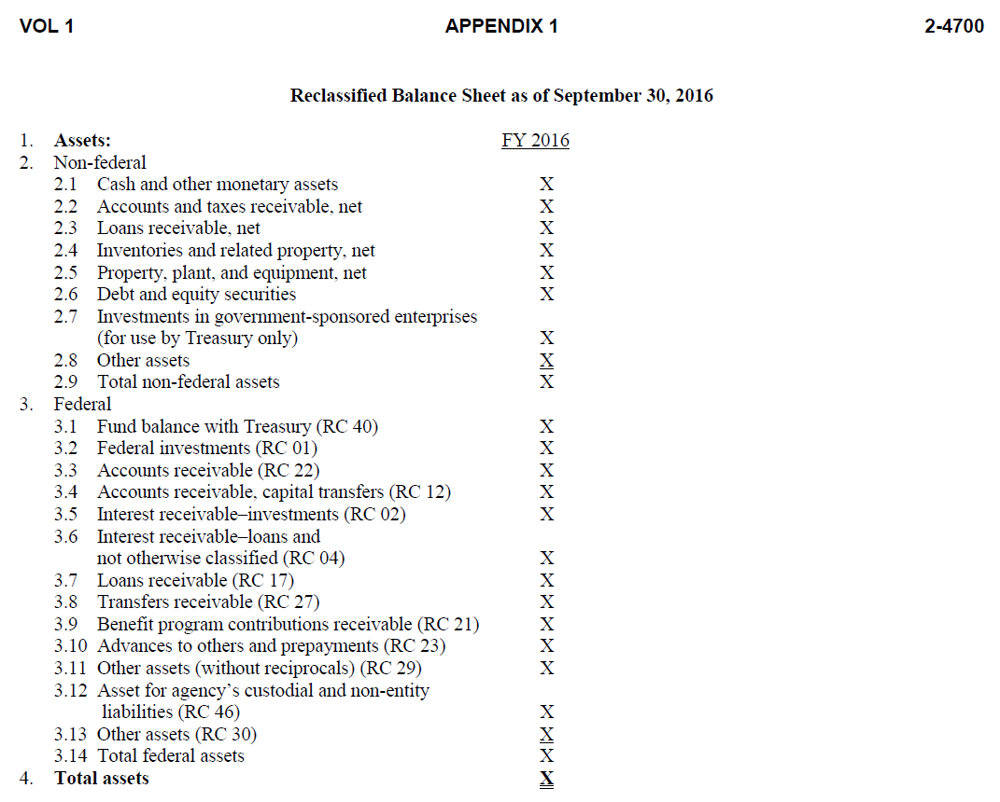 VOL 1 APPENDIX 1 2-4700
Reclassified Balance Sheet as of September 30, 2016
1. Assets: FY 2016
2. Non-federal
2.1 Cash and other monetary assets X
2.2 Accounts and taxes receivable, net X
2.3 Loans receivable, net X
2.4 Inventories and related property, net X
2.5 Property, plant, and equipment, net X
2.6 Debt and equity securities X
2.7 Investments in government-sponsored enterprises
(for use by Treasury only) X
2.8 Other assets X
2.9 Total non-federal assets X
3. Federal
3.1 Fund balance with Treasury (RC 40) X
3.2 Federal investments (RC 01) X
3.3 Accounts receivable (RC 22) X
3.4 Accounts receivable, capital transfers (RC 12) X
3.5 Interest receivable–investments (RC 02) X
3.6 Interest receivable–loans and
not otherwise classified (RC 04) X
3.7 Loans receivable (RC 17) X
3.8 Transfers receivable (RC 27) X
3.9 Benefit program contributions receivable (RC 21) X
3.10 Advances to others and prepayments (RC 23) X
3.11 Other assets (without reciprocals) (RC 29) X
3.12 Asset for agency’s custodial and non-entity
liabilities (RC 46) X
3.13 Other assets (RC 30) X
3.14 Total federal assets X
4. Total assets X